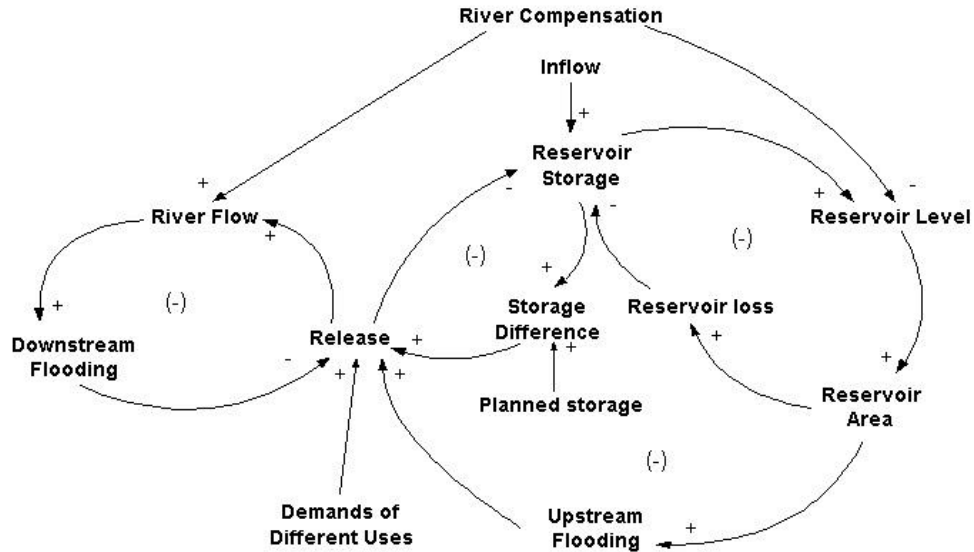 River Compensation
Inflow
+
Reservoir
Storage
-
-
+
-
+
River Flow
+
Reservoir Level
(-)
(-)
+
(-)
+
Storage
Difference
Reservoir loss
Downstream
Flooding
-
Release
+
+
+
+
+
+
Planned storage
Reservoir
Area
(-)
Demands of
Different Uses
Upstream
Flooding
+